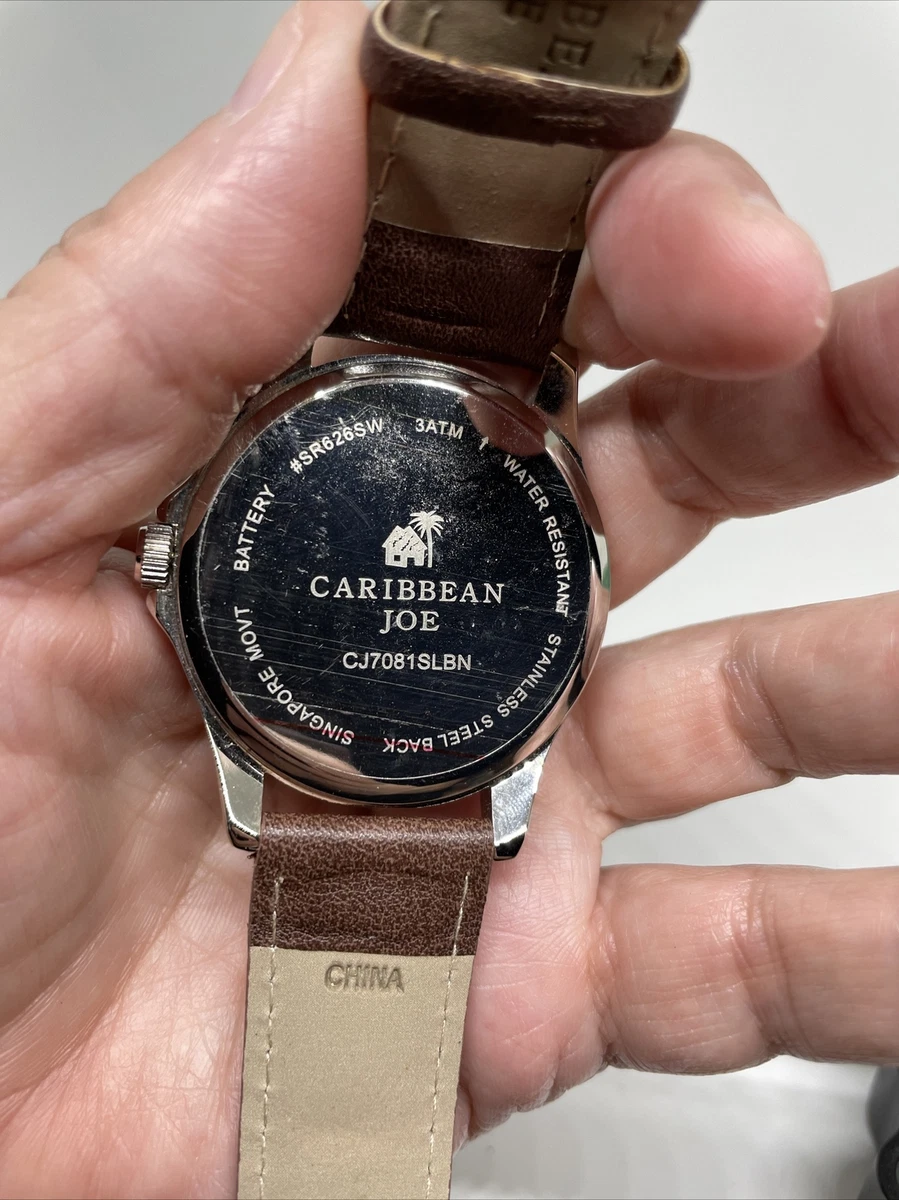 BATTERY #SR626SW 3ATM WATER RESISTANT STAINLESS STEEL BACK SINGAPORE MOVT
CARIBBEAN
JOE
CJ7081SLBN
CHINA